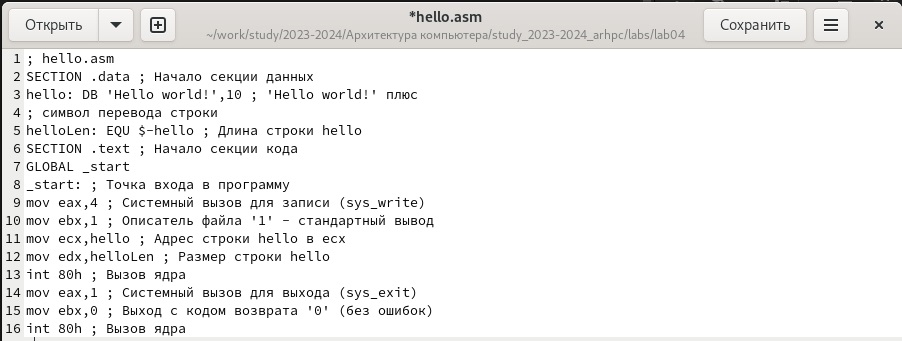 Открыть
*hello.asm
~/work/study/2023-2024/Архитектура компьютера/study_2023-2024_arhpc/labs/lab04
Сохранить
1 ; hello.asm
2 SECTION .data ; Начало секции данных
3 hello: DB 'Hello world!',10 ; 'Hello world!' плюс
4 ; символ перевода строки
5 helloLen: EQU $-hello ; Длина строки hello
6 SECTION .text ; Начало секции кода
7 GLOBAL _start
8 _start: ; Точка входа в программу
9 mov eax,4 ; Системный вызов для записи (sys_write)
10 mov ebx,1 ; Описатель файла '1' - стандартный вывод
11 mov ecx,hello ; Адрес строки hello в ecx
12 mov edx,helloLen ; Размер строки hello
13 int 80h ; Вызов ядра
14 mov eax,1 ; Системный вызов для выхода (sys_exit)
15 mov ebx,0 ; Выход с кодом возврата '0' (без ошибок)
16 int 80h ; Вызов ядра